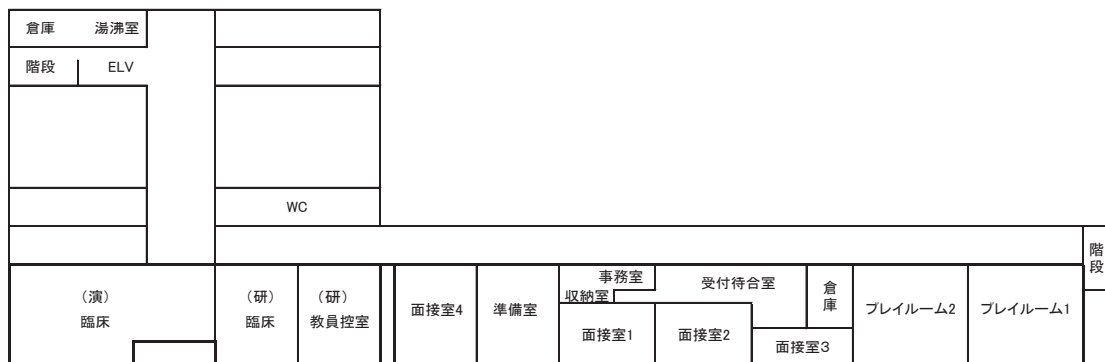 倉庫 湯沸室
階段 ELV
WC
階
段
(演)
臨床
(研)
臨床
(研)
教員控室
面接室4
準備室
事務室
収納室
受付待合室
倉
庫
プレイルーム2
プレイルーム1
面接室1
面接室2
面接室3